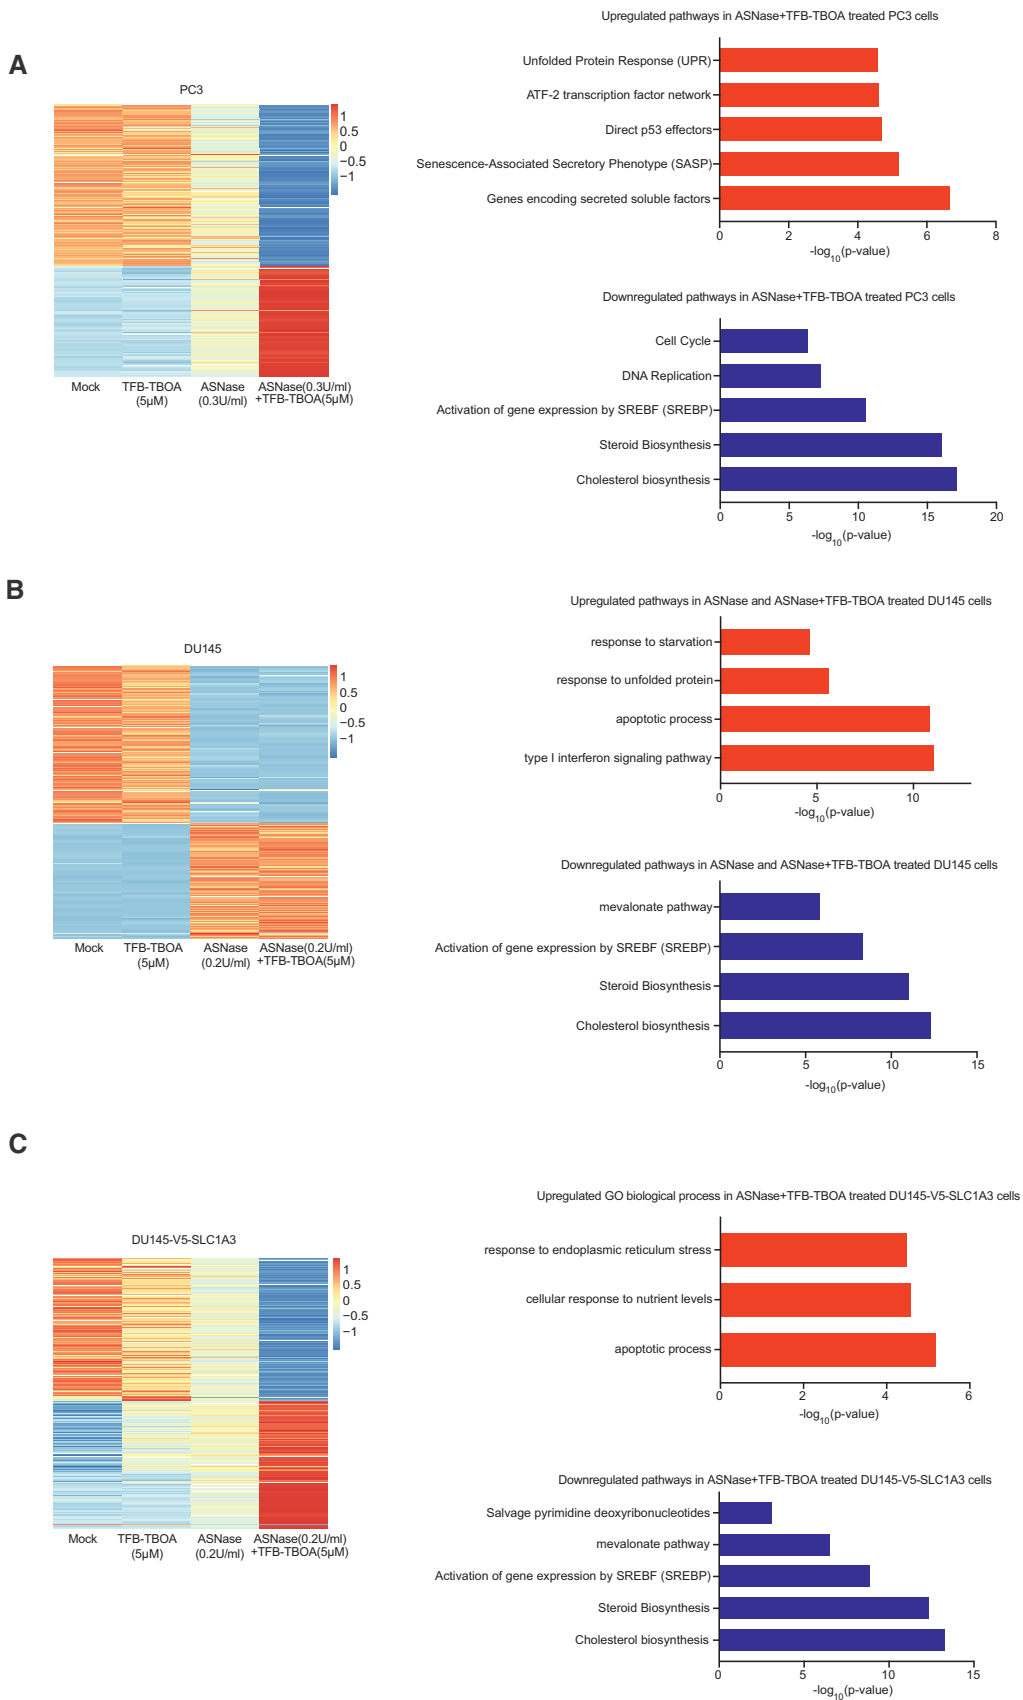 A
PC3
1
0.5
0
−0.5
−1
Mock
TFB-TBOA
(5μM)
ASNase
(0.3U/ml)
ASNase(0.3U/ml)
+TFB-TBOA(5μM)
Upregulated pathways in ASNase+TFB-TBOA treated PC3 cells
Unfolded Protein Response (UPR)
ATF-2 transcription factor network
Direct p53 effectors
Senescence-Associated Secretory Phenotype (SASP)
Genes encoding secreted soluble factors
0 2 4 6 8
-log10(p-value)
Downregulated pathways in ASNase+TFB-TBOA treated PC3 cells
Cell Cycle
DNA Replication
Activation of gene expression by SREBF (SREBP)
Steroid Biosynthesis
Cholesterol biosynthesis
0 5 10 15 20
-log10(p-value)
B
DU145
1
0.5
0
−0.5
−1
Mock
TFB-TBOA
(5μM)
ASNase
(0.2U/ml)
ASNase(0.2U/ml)
+TFB-TBOA(5μM)
Upregulated pathways in ASNase and ASNase+TFB-TBOA treated DU145 cells
response to starvation
response to unfolded protein
apoptotic process
type I interferon signaling pathway
0 5 10
-log10(p-value)
Downregulated pathways in ASNase and ASNase+TFB-TBOA treated DU145 cells
mevalonate pathway
Activation of gene expression by SREBF (SREBP)
Steroid Biosynthesis
Cholesterol biosynthesis
0 5 10 15
-log10(p-value)
C
DU145-V5-SLC1A3
1
0.5
0
−0.5
−1
Mock
TFB-TBOA
(5μM)
ASNase
(0.2U/ml)
ASNase(0.2U/ml)
+TFB-TBOA(5μM)
Upregulated GO biological process in ASNase+TFB-TBOA treated DU145-V5-SLC1A3 cells
response to endoplasmic reticulum stress
cellular response to nutrient levels
apoptotic process
0 2 4 6
-log10(p-value)
Downregulated pathways in ASNase+TFB-TBOA treated DU145-V5-SLC1A3 cells
Salvage pyrimidine deoxyribonucleotides
mevalonate pathway
Activation of gene expression by SREBF (SREBP)
Steroid Biosynthesis
Cholesterol biosynthesis
0 5 10 15
-log10(p-value)